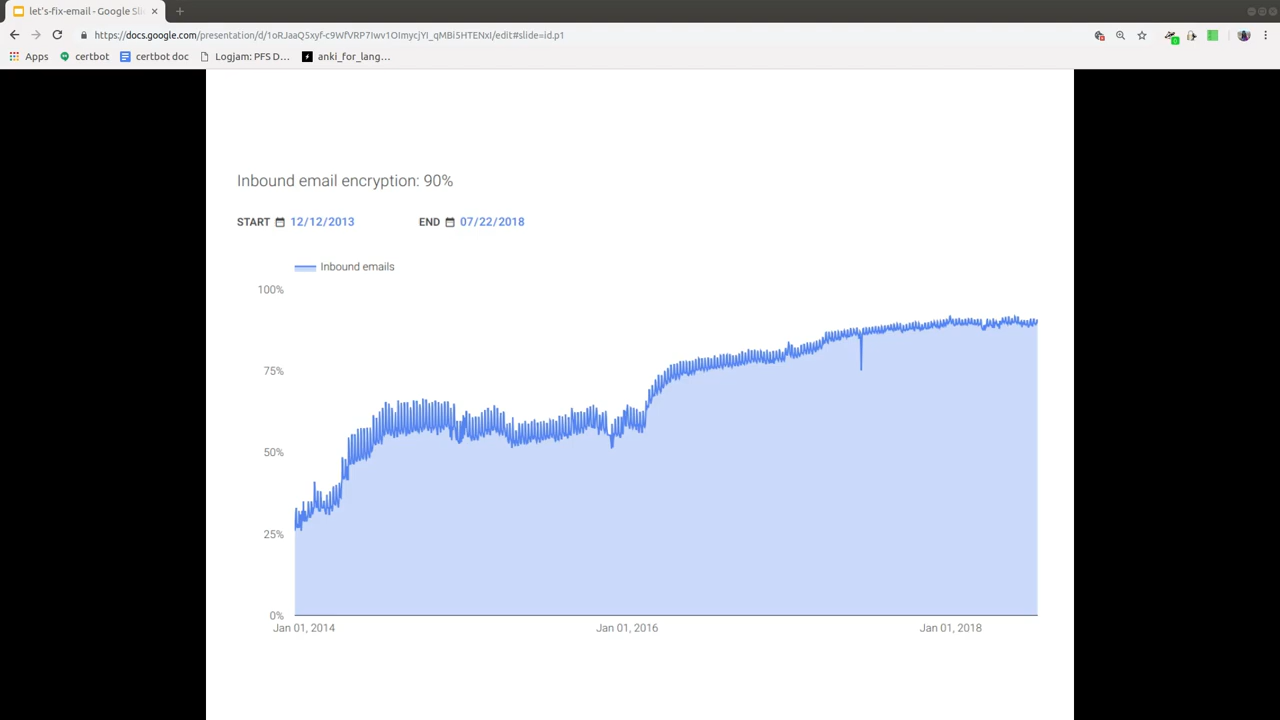 let's-fix-email - Google Sli
https://docs.google.com/presentation/d/1oRJaaQSxyf-c9WfVRP7Iwv1OImycjYI_qMBi5HTENxI/edit#slide=id.p1
Apps certbot certbot doc Logjam: PFS D… anki_for_lang…
Inbound email encryption: 90%
START 12/12/2013 END 07/22/2018
Inbound emails
100%
75%
50%
25%
0%
Jan 01, 2014 Jan 01, 2016 Jan 01, 2018